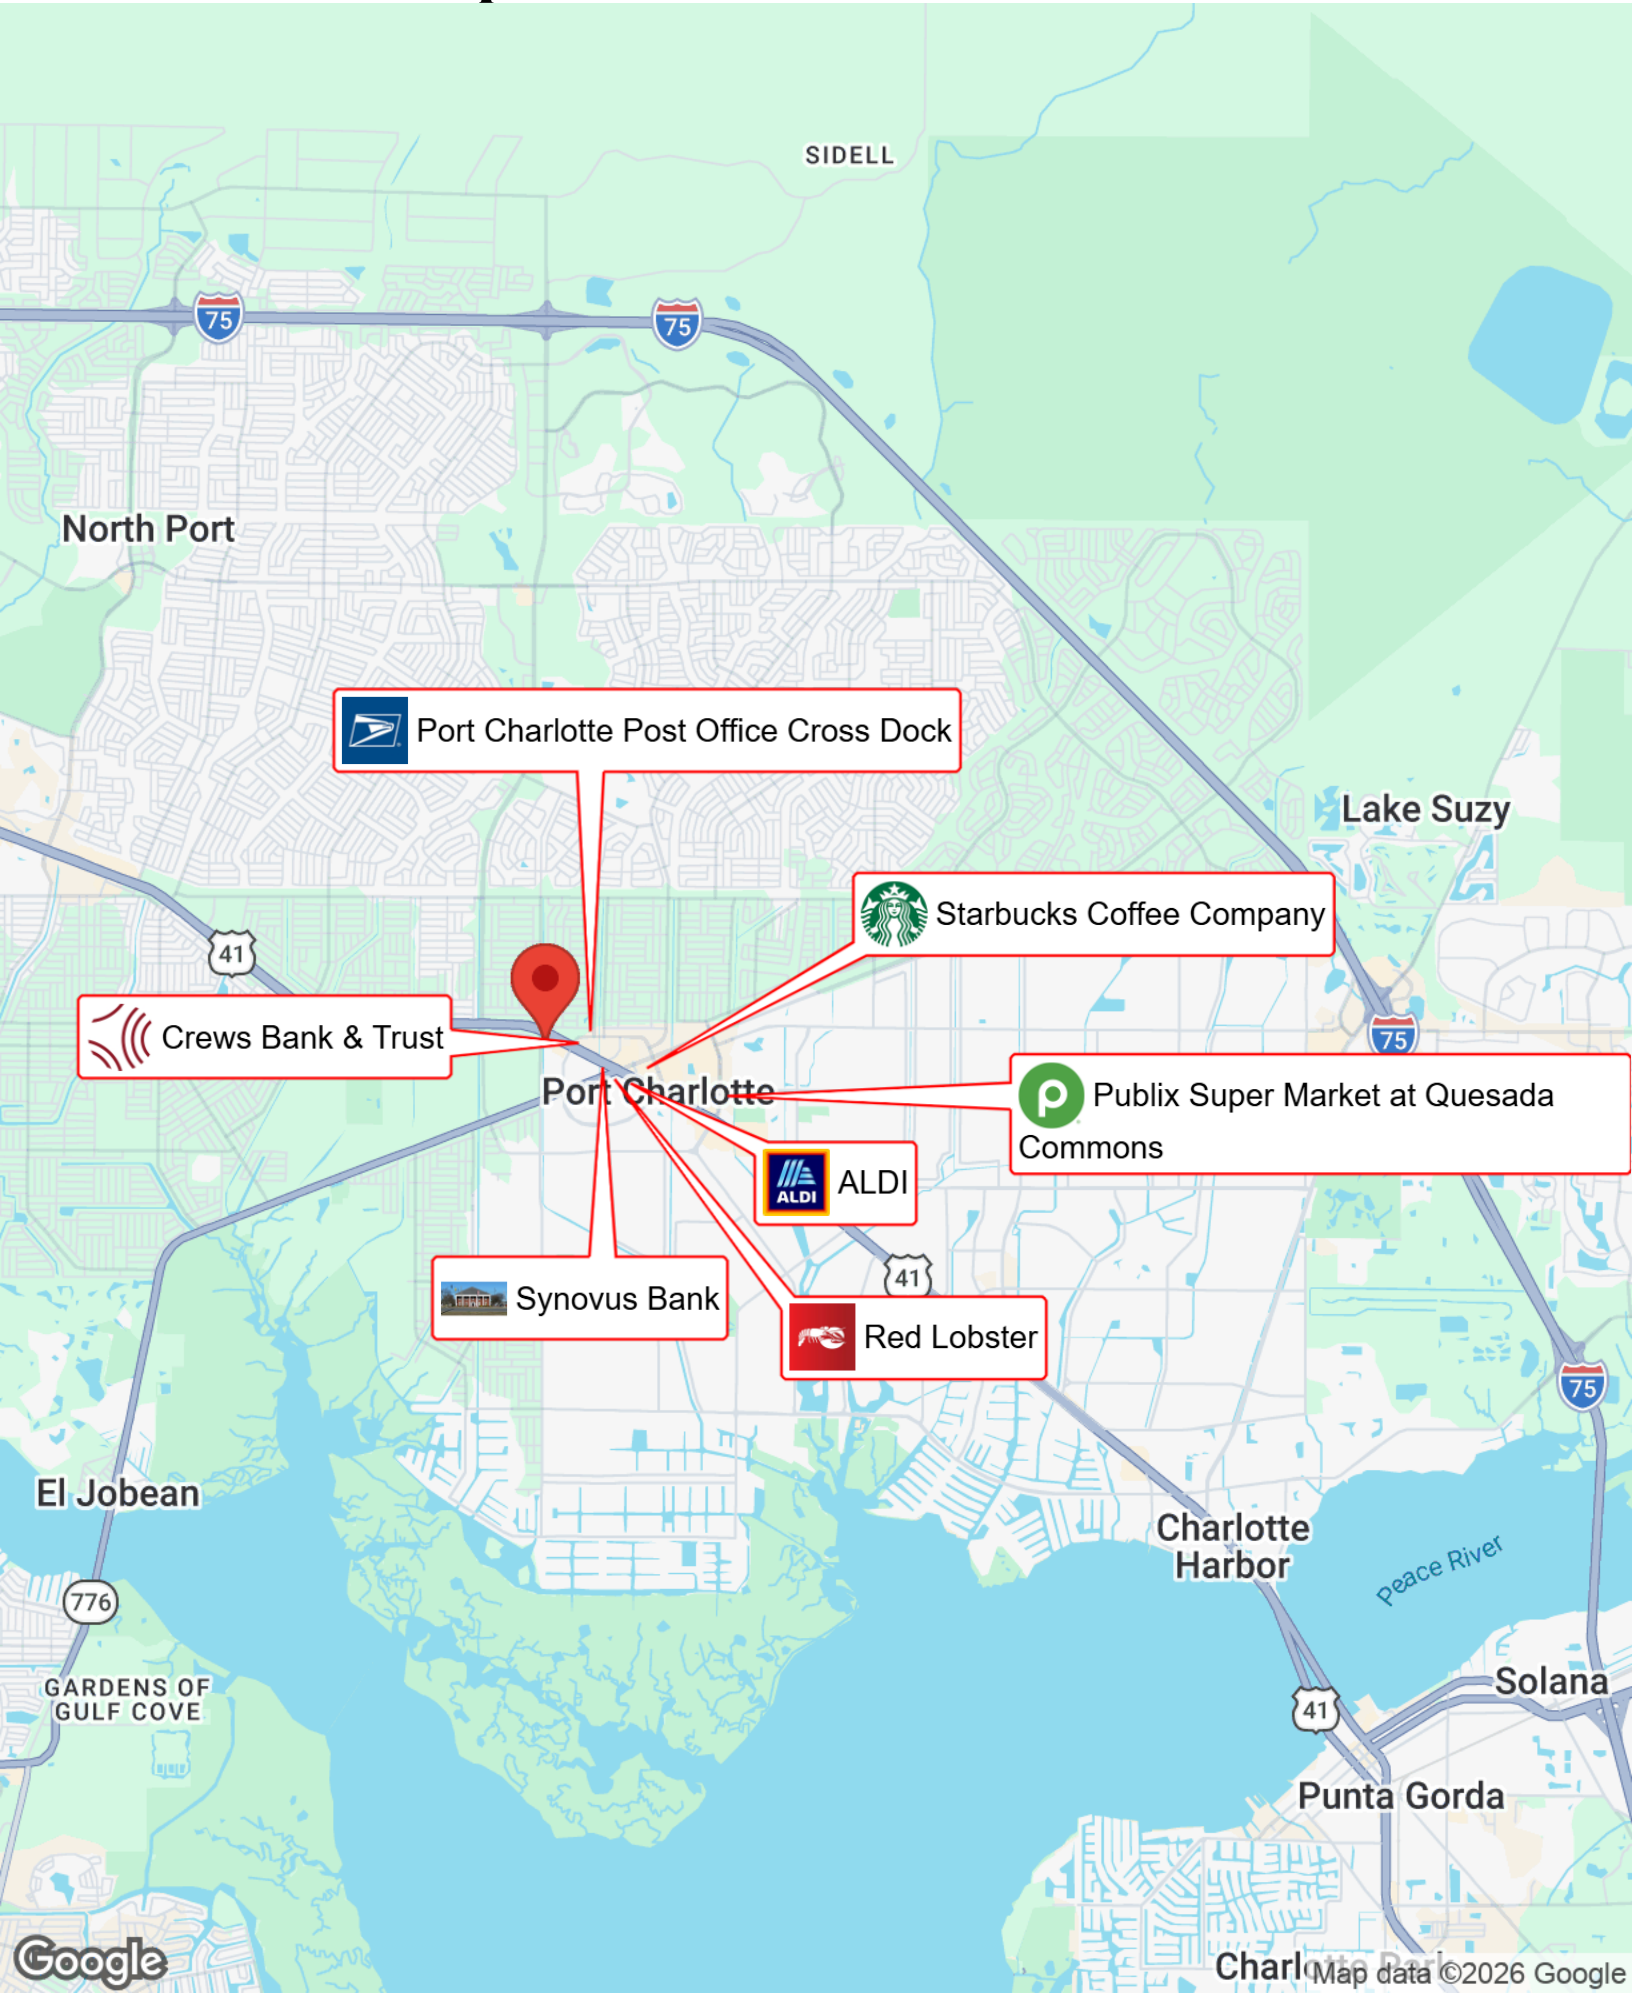 SIDELL
75
75
North Port
Port Charlotte Post Office Cross Dock
Lake Suzy
Starbucks Coffee Company
41
Crews Bank & Trust
75
Port Charlotte
Publix Super Market at Quesada
Commons
ALDI
ALDI
41
Synovus Bank
Red Lobster
75
El Jobean
Charlotte
Harbor
Peace River
776
GARDENS OF
GULF COVE
Solana
41
Punta Gorda
Charlotte Park
Google
Map data ©2026 Google